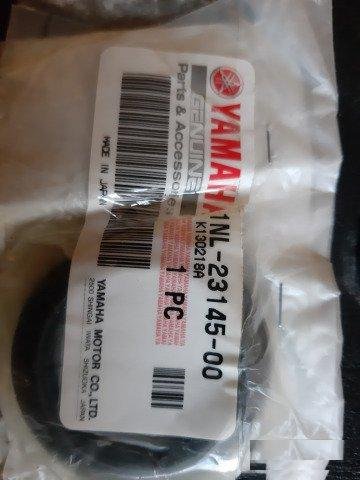 YAMAHA
GENUINE
Parts & Accessories
1NL-23145-00
K130218A
1 PC
MADE IN JAPAN
YAMAHA MOTOR CO., LTD.
2500 SHINGAI IWATA SHIZUOKA JAPAN